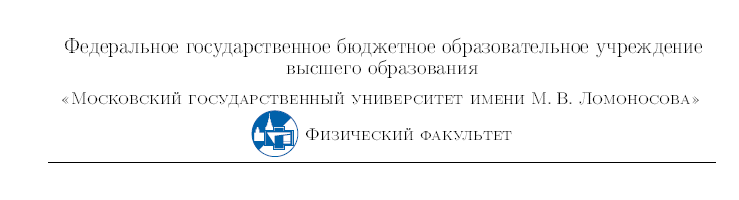 Федеральное государственное бюджетное образовательное учреждение
высшего образования
«Московский государственный университет имени М. В. Ломоносова»
Физический факультет